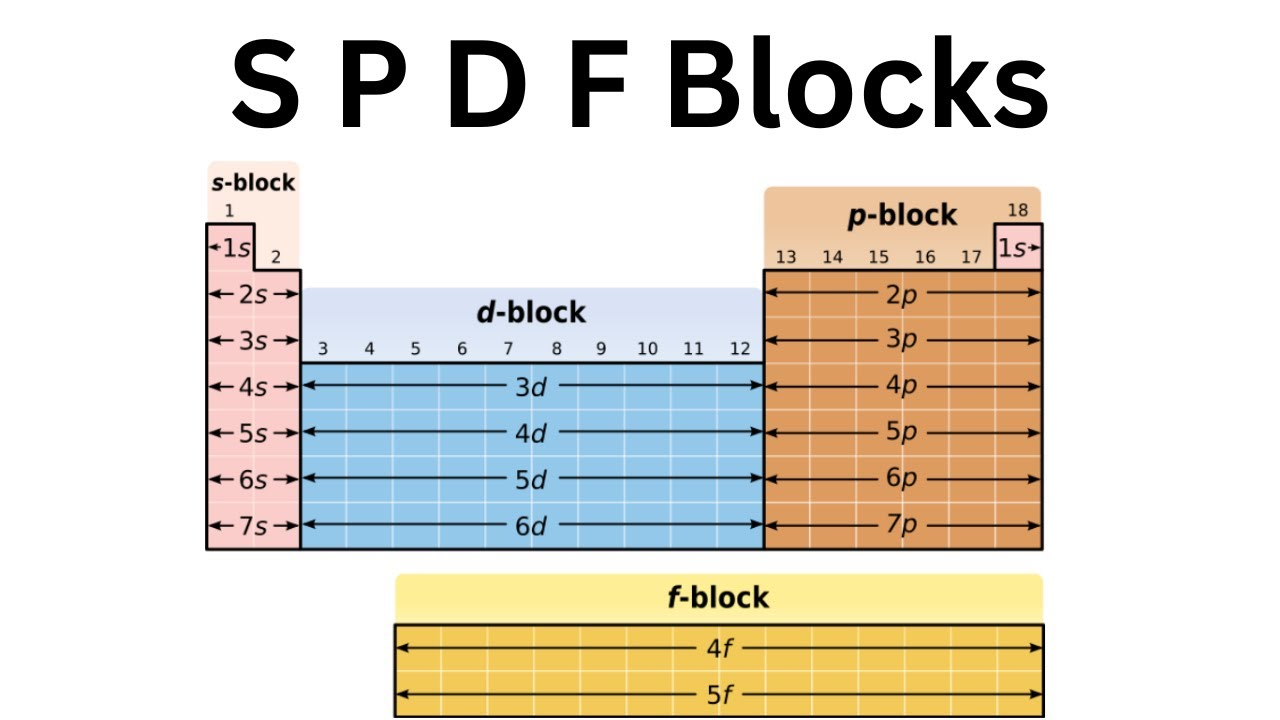 S P D F Blocks
s-block
1
18
p-block
1s
1s
2
13 14 15 16 17
2s
2p
d-block
3s
3p
3 4 5 6 7 8 9 10 11 12
4s
3d
4p
5s
4d
5p
6s
5d
6p
7s
6d
7p
f-block
4f
5f